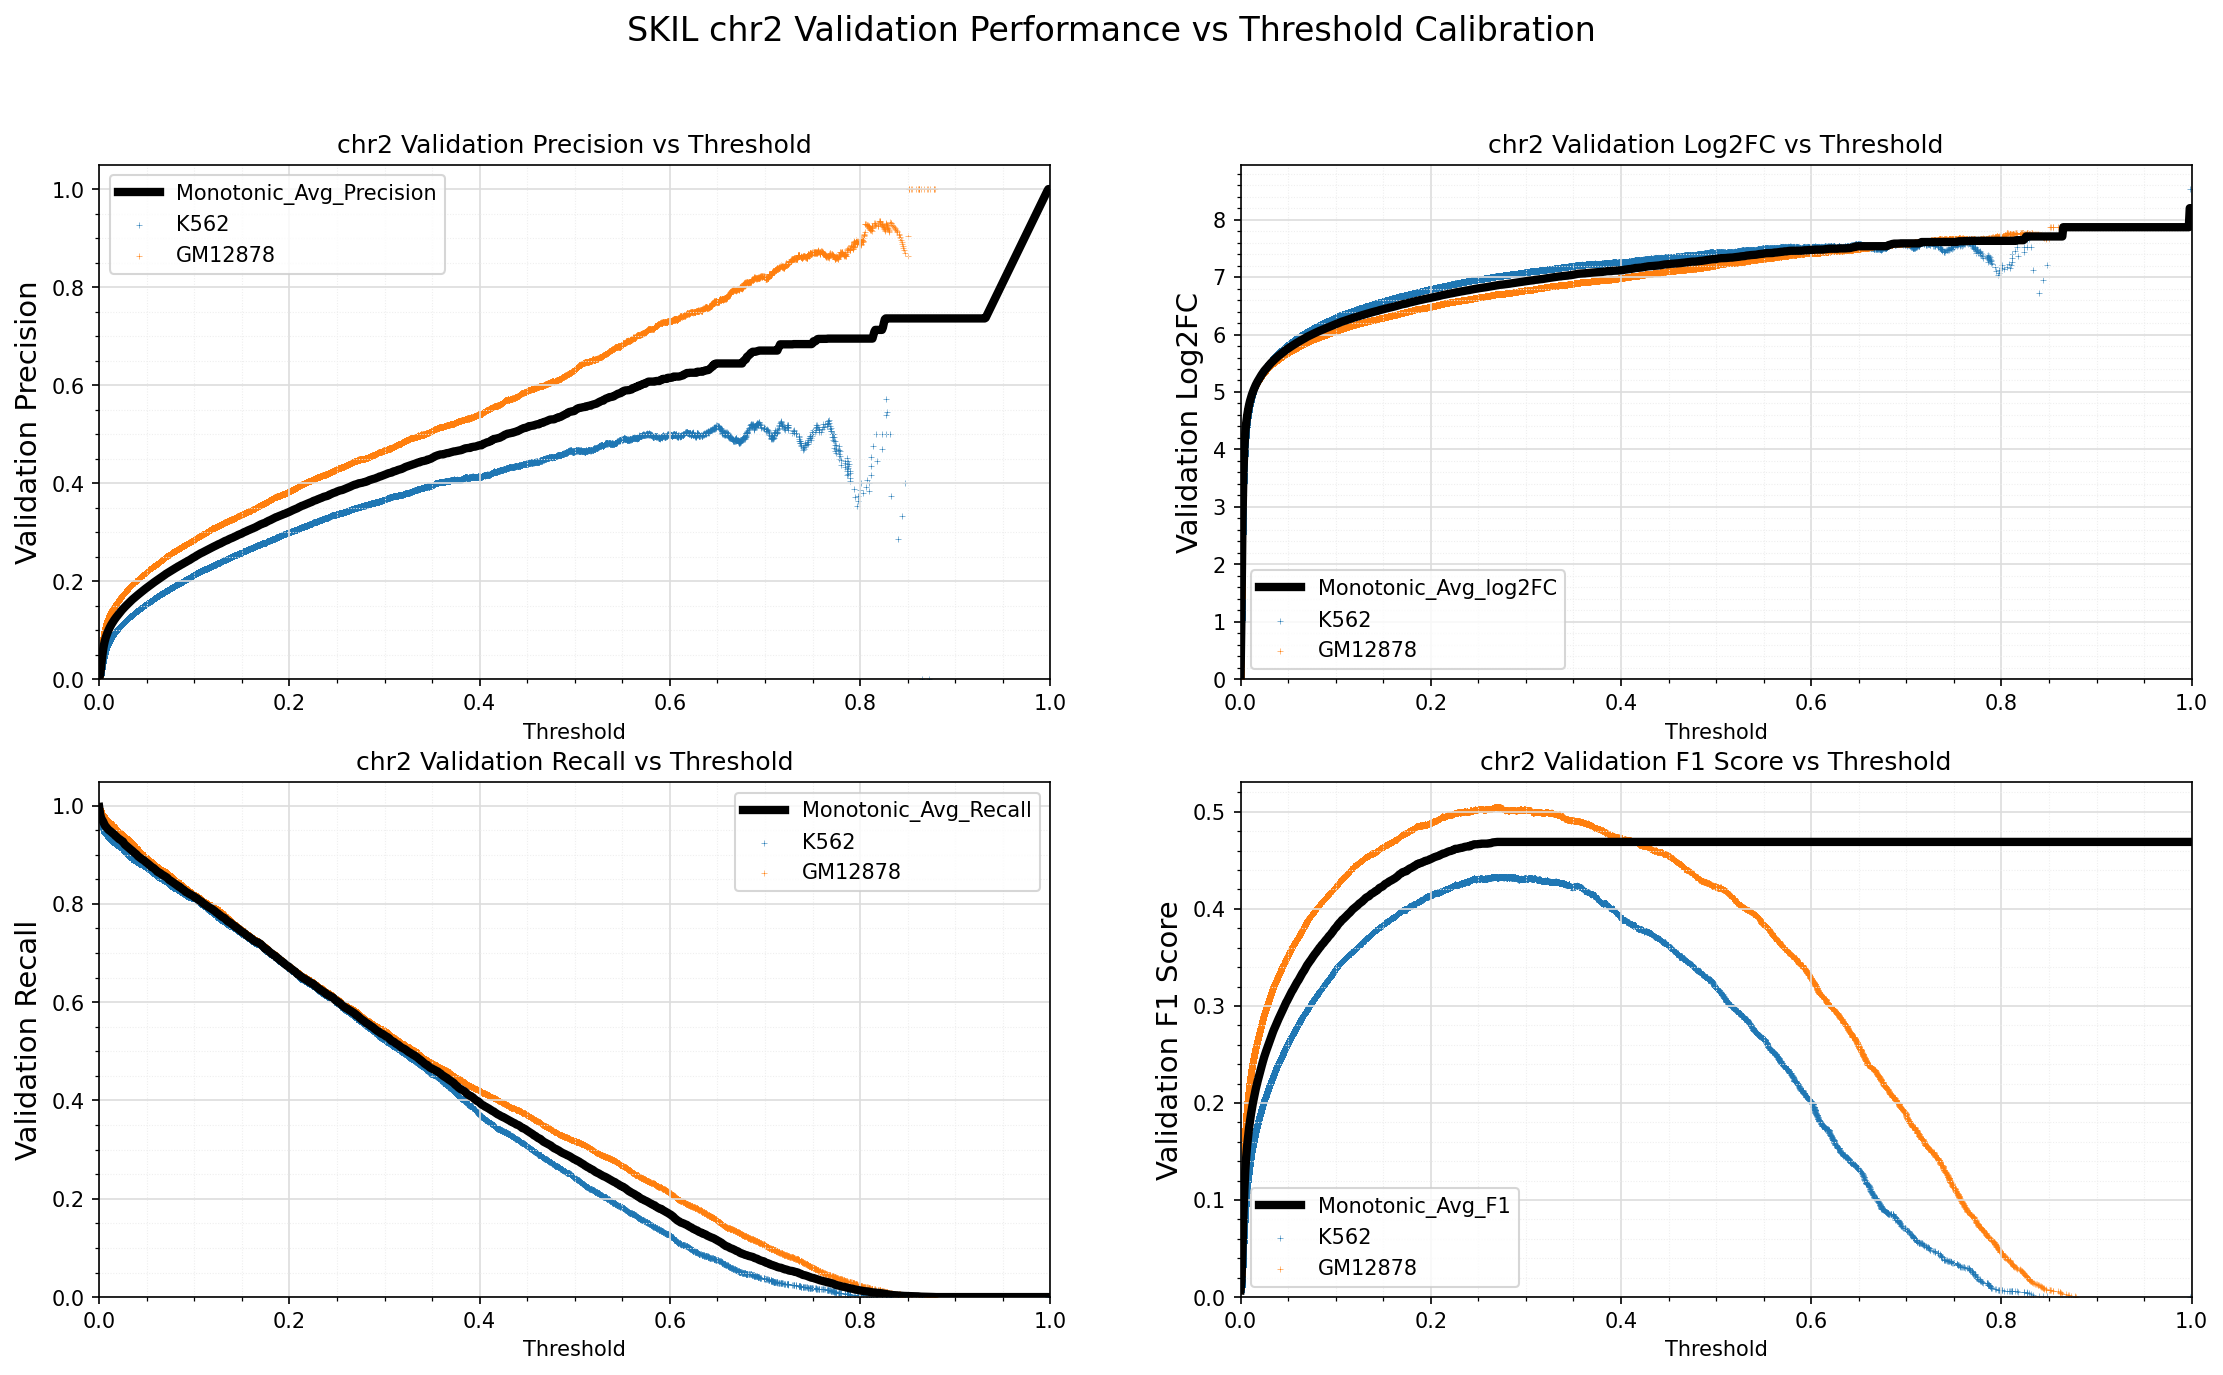 SKIL chr2 Validation Performance vs Threshold Calibration
chr2 Validation Precision vs Threshold
Validation Precision
1.0
0.8
0.6
0.4
0.2
0.0
Monotonic_Avg_Precision
K562
GM12878
0.0 0.2 0.4 0.6 0.8 1.0
Threshold
chr2 Validation Log2FC vs Threshold
Validation Log2FC
8
7
6
5
4
3
2
1
0
Monotonic_Avg_log2FC
K562
GM12878
0.0 0.2 0.4 0.6 0.8 1.0
Threshold
chr2 Validation Recall vs Threshold
Validation Recall
1.0
0.8
0.6
0.4
0.2
0.0
Monotonic_Avg_Recall
K562
GM12878
0.0 0.2 0.4 0.6 0.8 1.0
Threshold
chr2 Validation F1 Score vs Threshold
Validation F1 Score
0.5
0.4
0.3
0.2
0.1
0.0
Monotonic_Avg_F1
K562
GM12878
0.0 0.2 0.4 0.6 0.8 1.0
Threshold